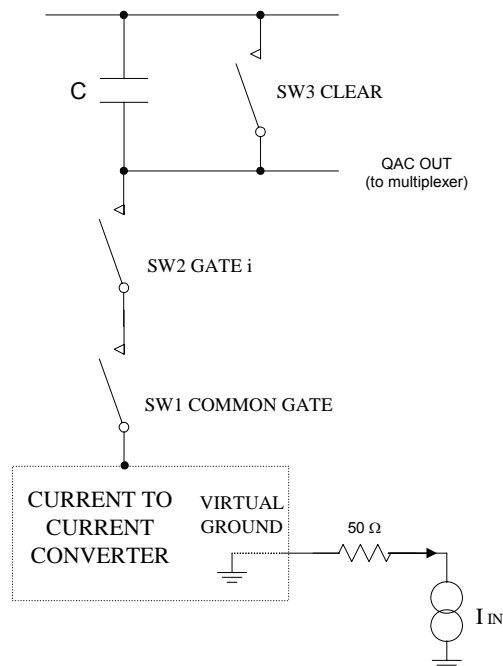 C
SW3 CLEAR
QAC OUT
(to multiplexer)
SW2 GATE i
SW1 COMMON GATE
CURRENT TO
CURRENT
CONVERTER
VIRTUAL
GROUND
50 Ω
I IN